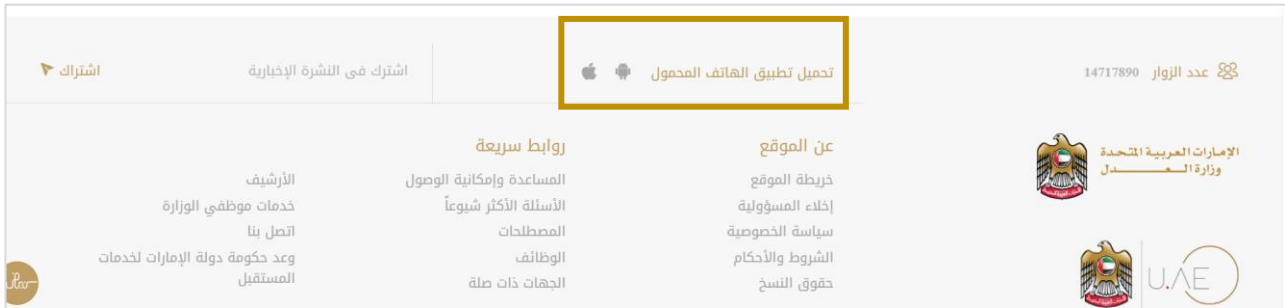 عدد الزوار 14717890
تحميل تطبيق الهاتف المحمول
اشترك في النشرة الإخبارية
اشتراك
الإمارات العربية المتحدة
وزارة العدل
U.AE
عن الموقع
خريطة الموقع
إخلاء المسؤولية
سياسة الخصوصية
الشروط والأحكام
حقوق النسخ
روابط سريعة
المساعدة وإمكانية الوصول
الأسئلة الأكثر شيوعاً
المصطلحات
الوظائف
الجهات ذات صلة
الأرشيف
خدمات موظفي الوزارة
اتصل بنا
وعد حكومة دولة الإمارات لخدمات
المستقبل